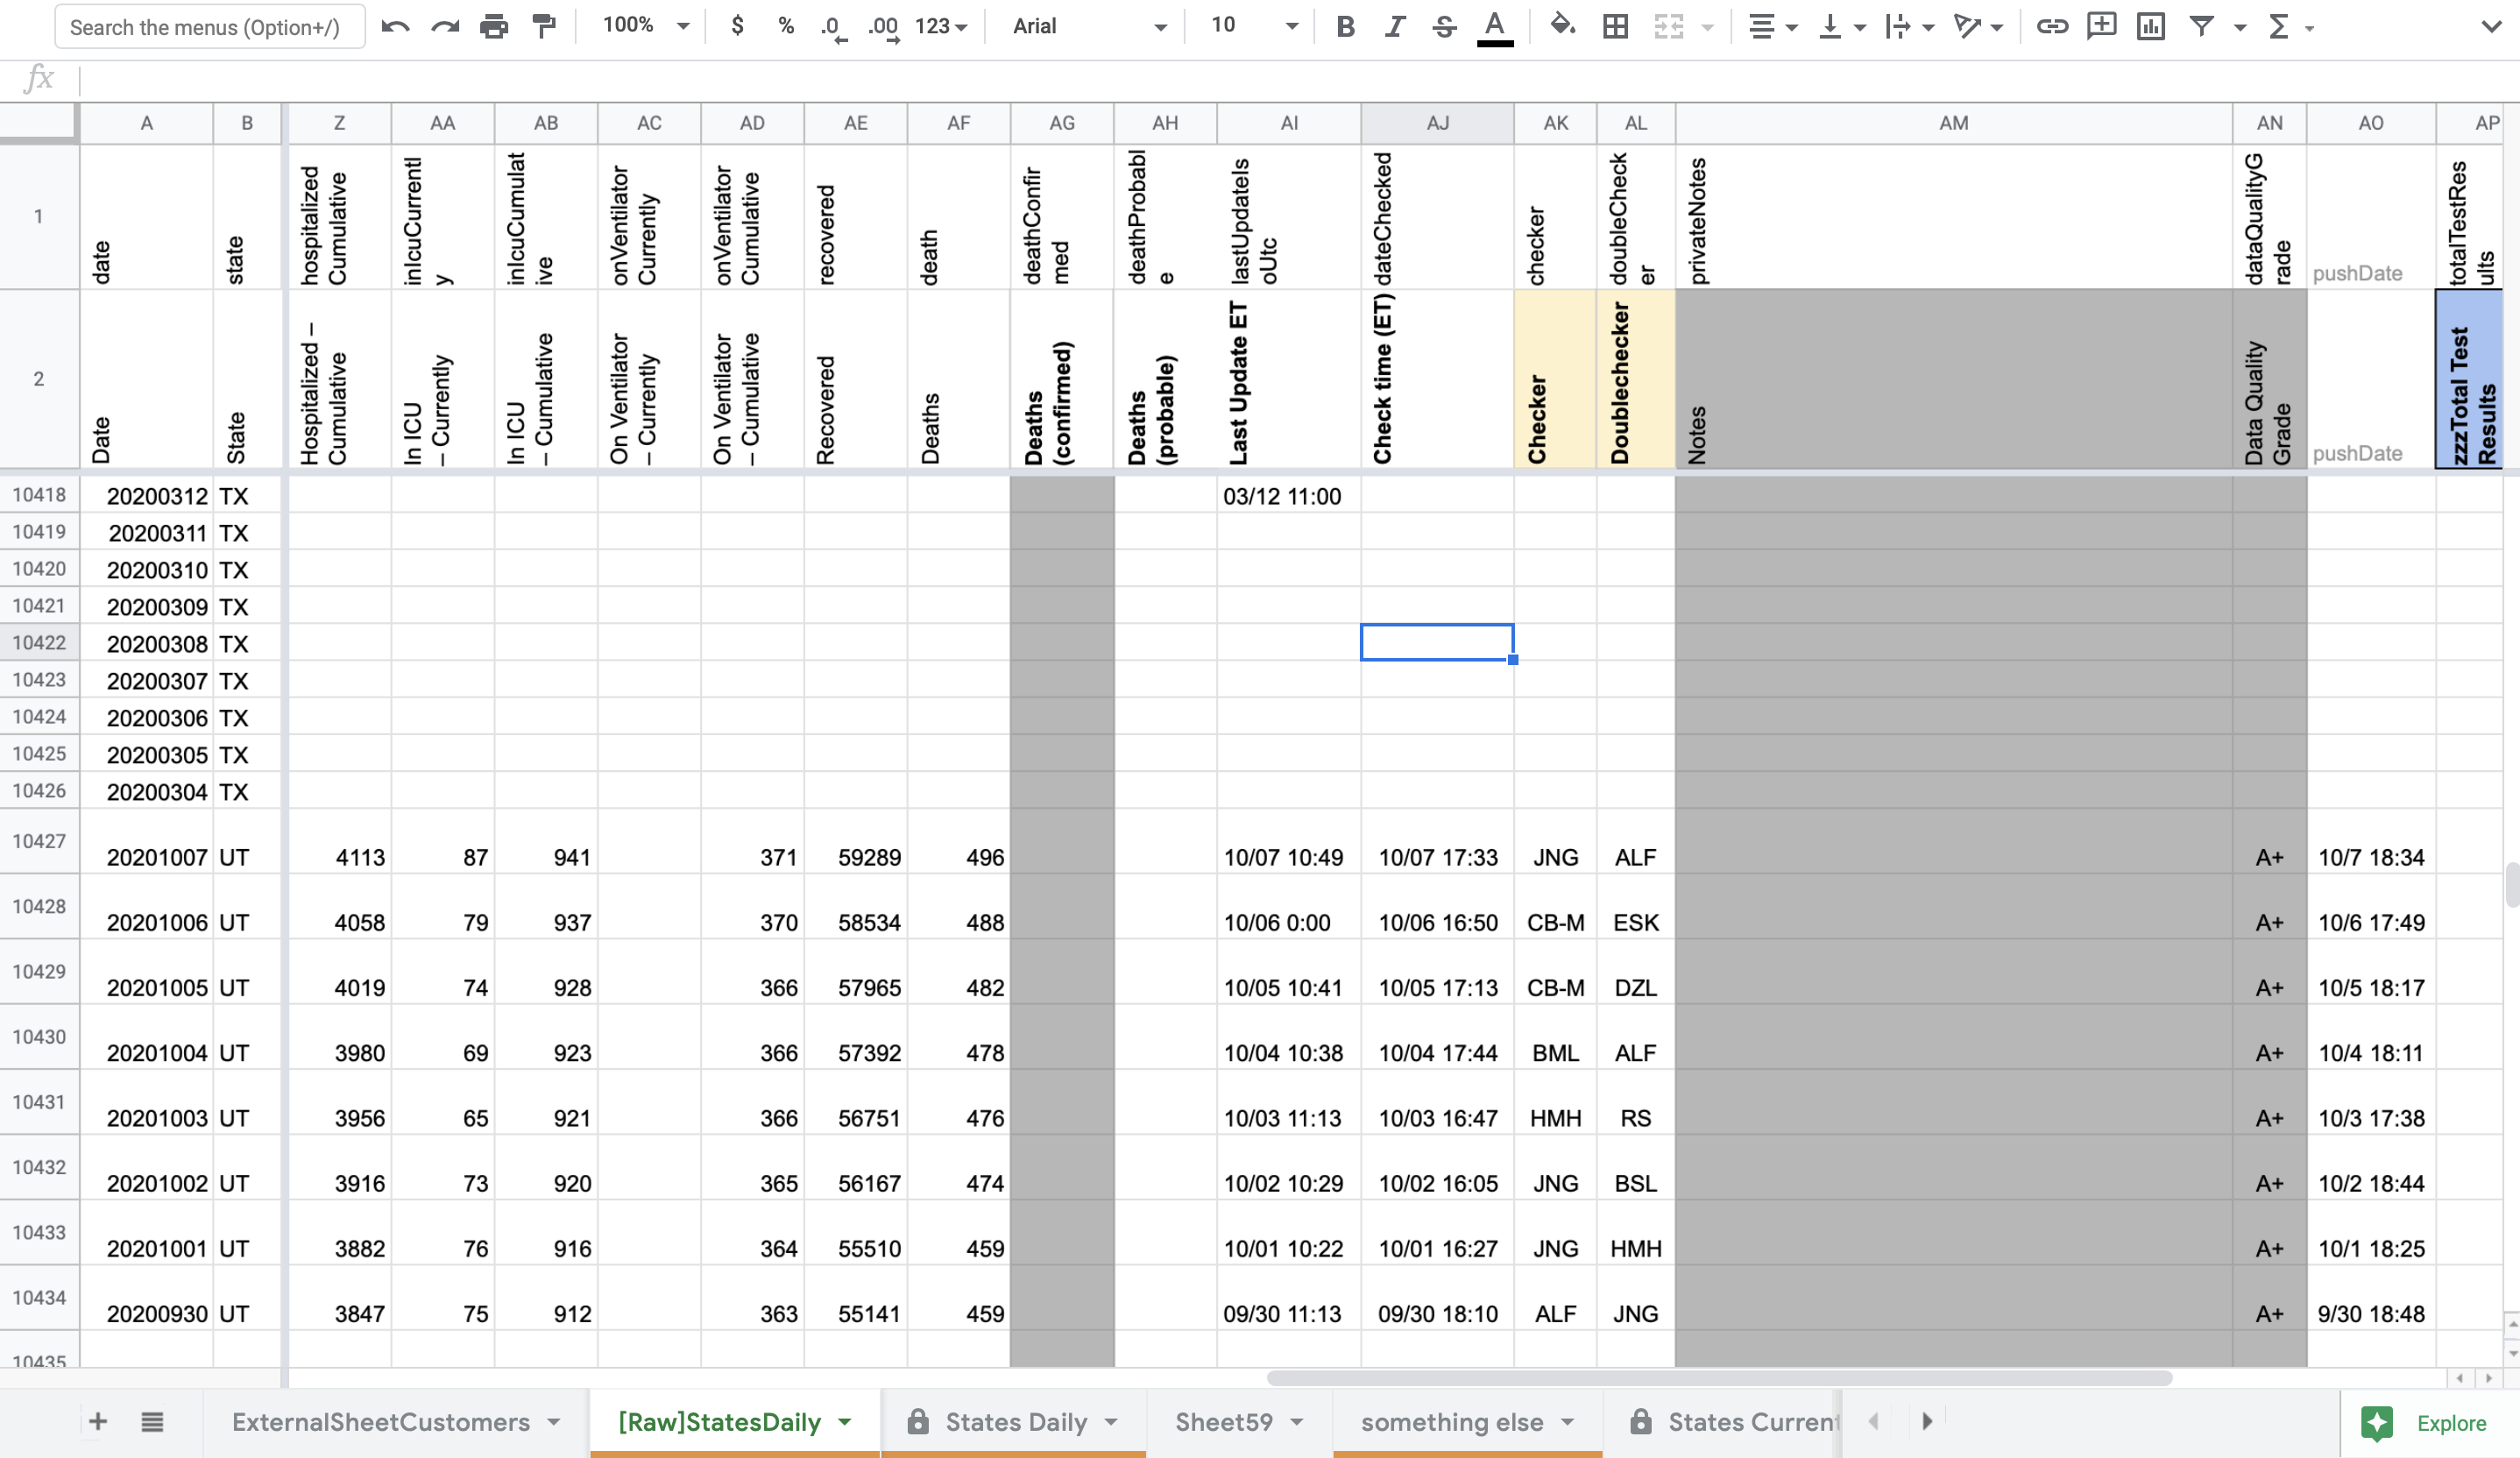 Search the menus (Option+/) 100% $ % .0 .00 123 Arial 10 B I S A
fx
A B Z AA AB AC AD AE AF AG AH AI AJ AK AL AM AN AO AP
1 date state hospitalized Cumulative inIcuCurrently inIcuCumulative onVentilator Currently onVentilator Cumulative recovered death deathConfirmed deathProbable lastUpdateIsoUtc dateChecked checker doubleChecker privateNotes dataQualityGrade pushDate totalTestResults
2 Date State Hospitalized – Cumulative In ICU – Currently In ICU – Cumulative On Ventilator – Currently On Ventilator – Cumulative Recovered Deaths Deaths (confirmed) Deaths (probable) Last Update ET Check time (ET) Checker Doublechecker Notes Data Quality Grade pushDate zzzTotal Test Results
10418 20200312 TX 03/12 11:00
10419 20200311 TX
10420 20200310 TX
10421 20200309 TX
10422 20200308 TX
10423 20200307 TX
10424 20200306 TX
10425 20200305 TX
10426 20200304 TX
10427 20201007 UT 4113 87 941 371 59289 496 10/07 10:49 10/07 17:33 JNG ALF A+ 10/7 18:34
10428 20201006 UT 4058 79 937 370 58534 488 10/06 0:00 10/06 16:50 CB-M ESK A+ 10/6 17:49
10429 20201005 UT 4019 74 928 366 57965 482 10/05 10:41 10/05 17:13 CB-M DZL A+ 10/5 18:17
10430 20201004 UT 3980 69 923 366 57392 478 10/04 10:38 10/04 17:44 BML ALF A+ 10/4 18:11
10431 20201003 UT 3956 65 921 366 56751 476 10/03 11:13 10/03 16:47 HMH RS A+ 10/3 17:38
10432 20201002 UT 3916 73 920 365 56167 474 10/02 10:29 10/02 16:05 JNG BSL A+ 10/2 18:44
10433 20201001 UT 3882 76 916 364 55510 459 10/01 10:22 10/01 16:27 JNG HMH A+ 10/1 18:25
10434 20200930 UT 3847 75 912 363 55141 459 09/30 11:13 09/30 18:10 ALF JNG A+ 9/30 18:48
10435
ExternalSheetCustomers [Raw]StatesDaily States Daily Sheet59 something else States Current Explore